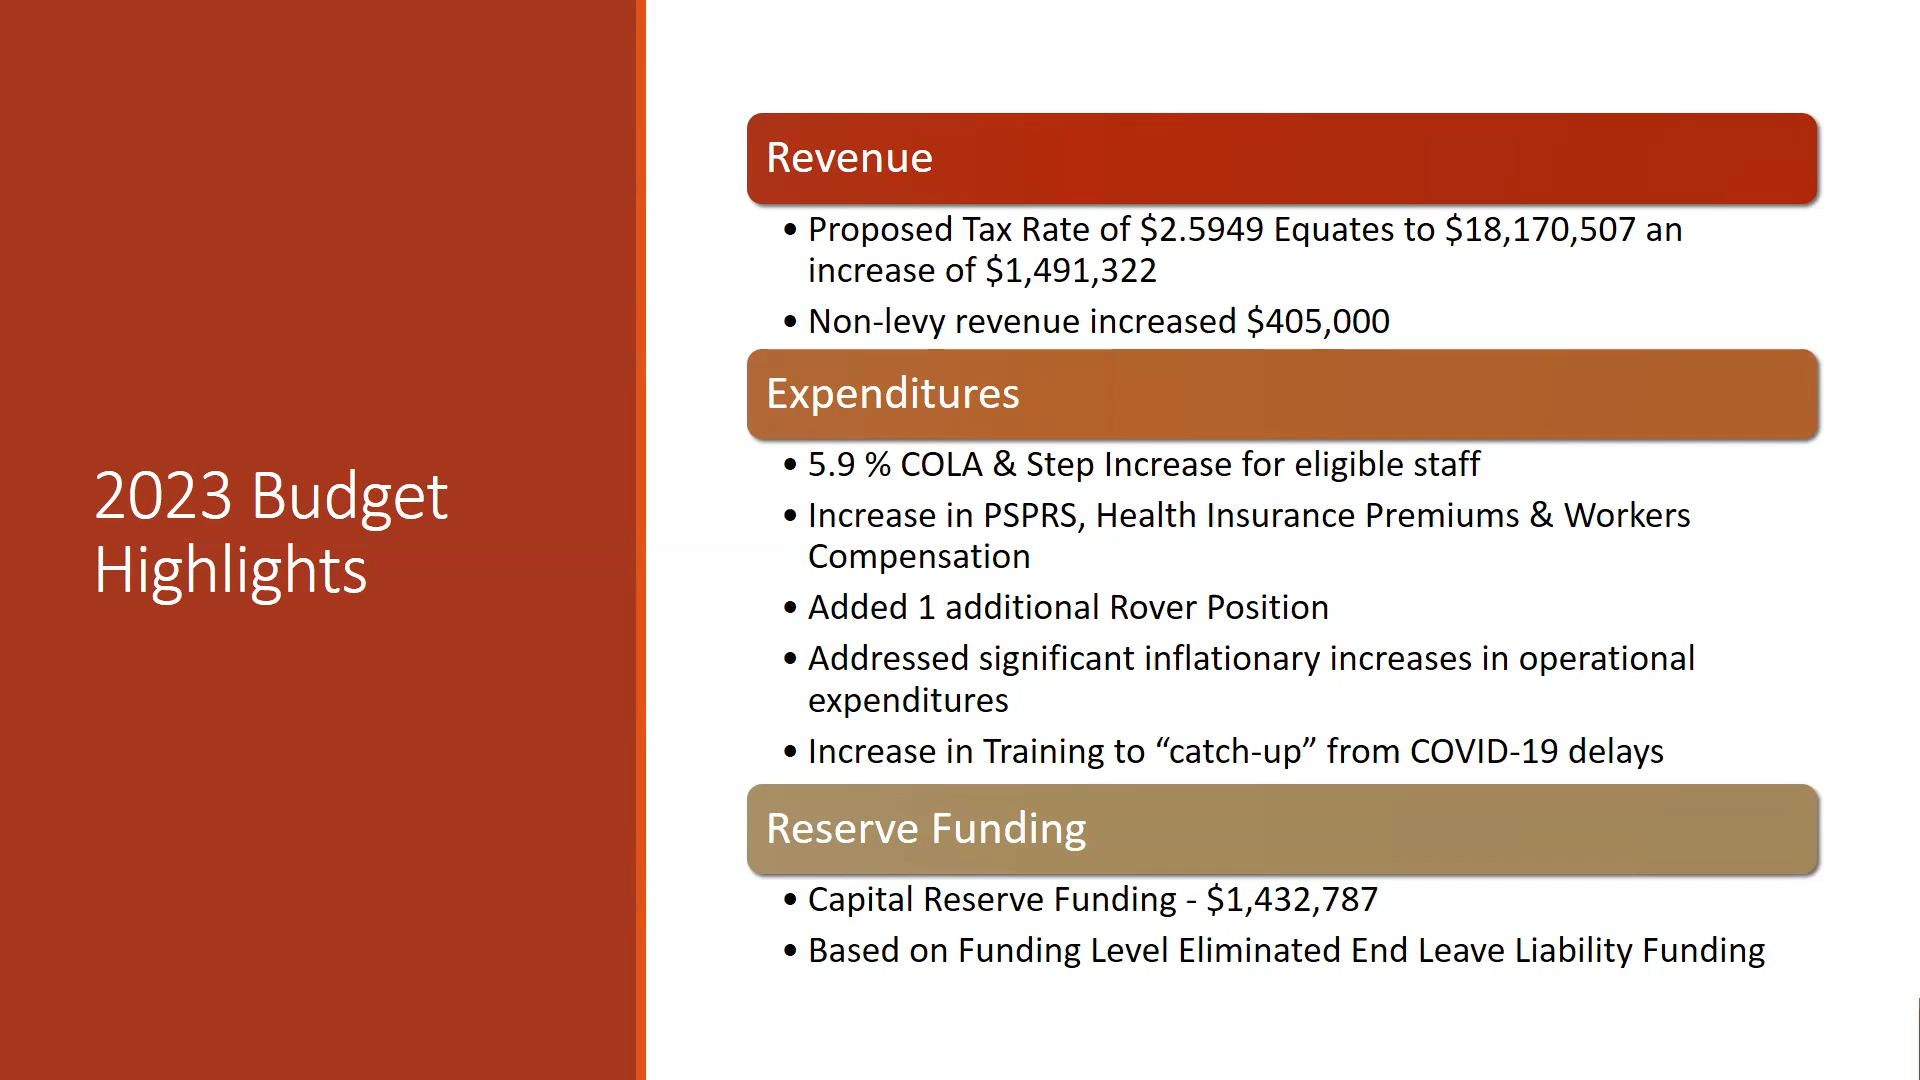 2023 Budget
Highlights
Revenue
• Proposed Tax Rate of $2.5949 Equates to $18,170,507 an
increase of $1,491,322
• Non-levy revenue increased $405,000
Expenditures
• 5.9 % COLA & Step Increase for eligible staff
• Increase in PSPRS, Health Insurance Premiums & Workers
Compensation
• Added 1 additional Rover Position
• Addressed significant inflationary increases in operational
expenditures
• Increase in Training to “catch-up” from COVID-19 delays
Reserve Funding
• Capital Reserve Funding - $1,432,787
• Based on Funding Level Eliminated End Leave Liability Funding